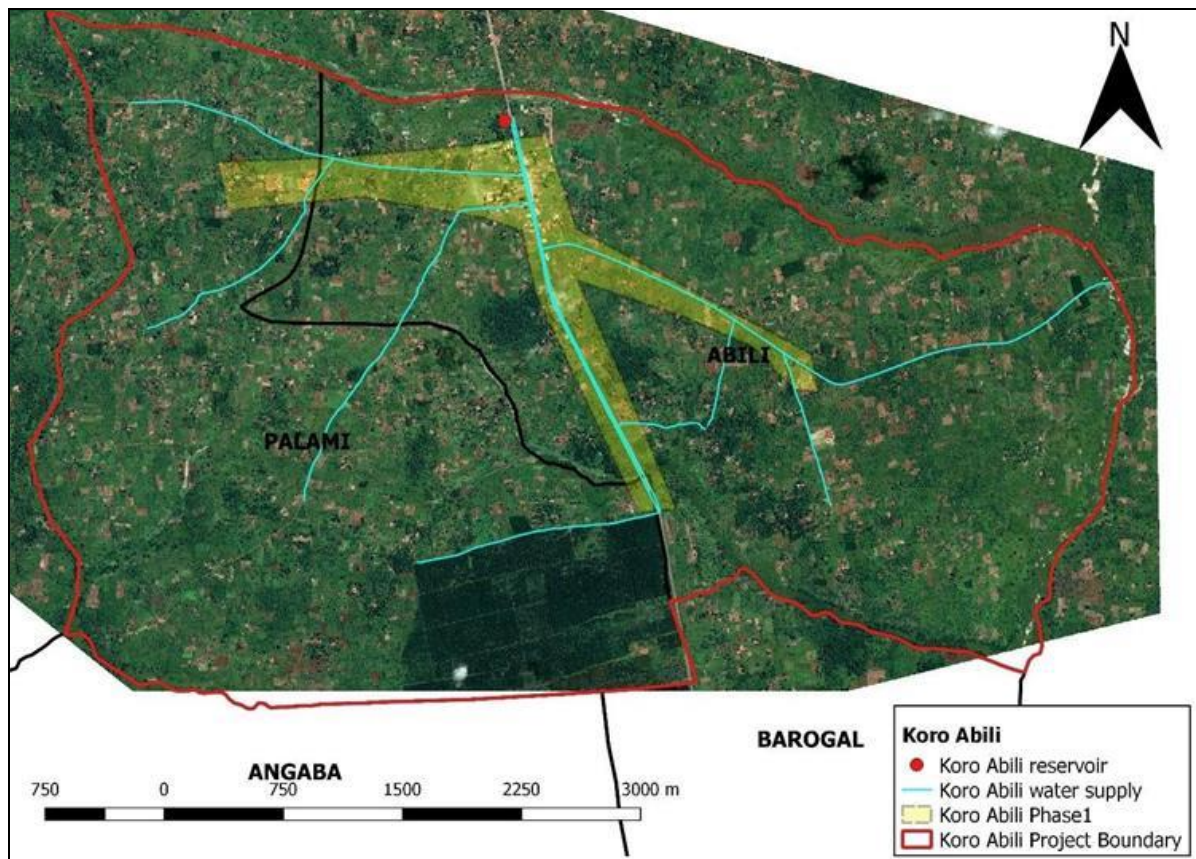 N
ABILI
PALAMI
BAROGAL
ANGABA
750 0 750 1500 2250 3000 m
Koro Abili
Koro Abili reservoir
Koro Abili water supply
Koro Abili Phase1
Koro Abili Project Boundary